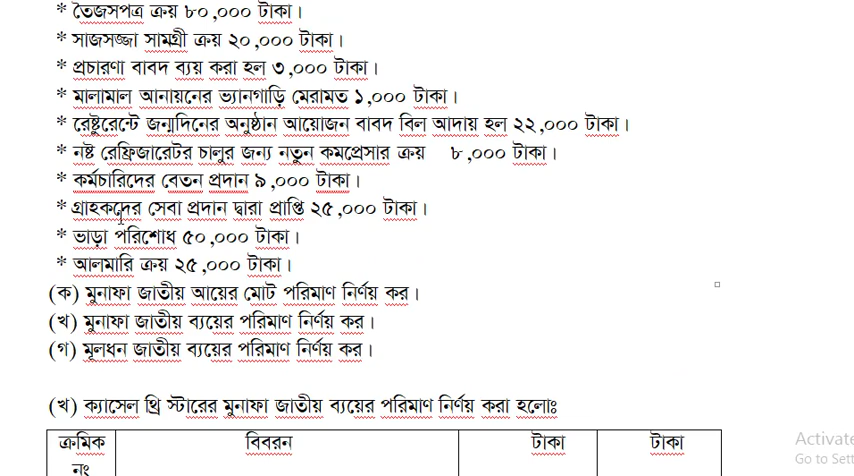 * তৈজসপত্র ক্রয় ৮০,০০০ টাকা।
* সাজসজ্জা সামগ্রী ক্রয় ২০,০০০ টাকা।
* প্রচারণা বাবদ ব্যয় করা হল ৩,০০০ টাকা।
* মালামাল আনায়নের ভ্যানগাড়ি মেরামত ১,০০০ টাকা।
* রেষ্টুরেন্টে জন্মদিনের অনুষ্ঠান আয়োজন বাবদ বিল আদায় হল ২২,০০০ টাকা।
* নষ্ট রেফ্রিজারেটর চালুর জন্য নতুন কমপ্রেসার ক্রয় ৮,০০০ টাকা।
* কর্মচারিদের বেতন প্রদান ৯,০০০ টাকা।
* গ্রাহকদের সেবা প্রদান দ্বারা প্রাপ্তি ২৫,০০০ টাকা।
* ভাড়া পরিশোধ ৫০,০০০ টাকা।
* আলমারি ক্রয় ২৫,০০০ টাকা।
(ক) মুনাফা জাতীয় আয়ের মোট পরিমাণ নির্ণয় কর।
(খ) মুনাফা জাতীয় ব্যয়ের পরিমাণ নির্ণয় কর।
(গ) মূলধন জাতীয় ব্যয়ের পরিমাণ নির্ণয় কর।
(খ) ক্যাসেল থ্রি স্টারের মুনাফা জাতীয় ব্যয়ের পরিমাণ নির্ণয় করা হলোঃ
ক্রমিক নং বিবরন টাকা টাকা
Activate
Go to Sett